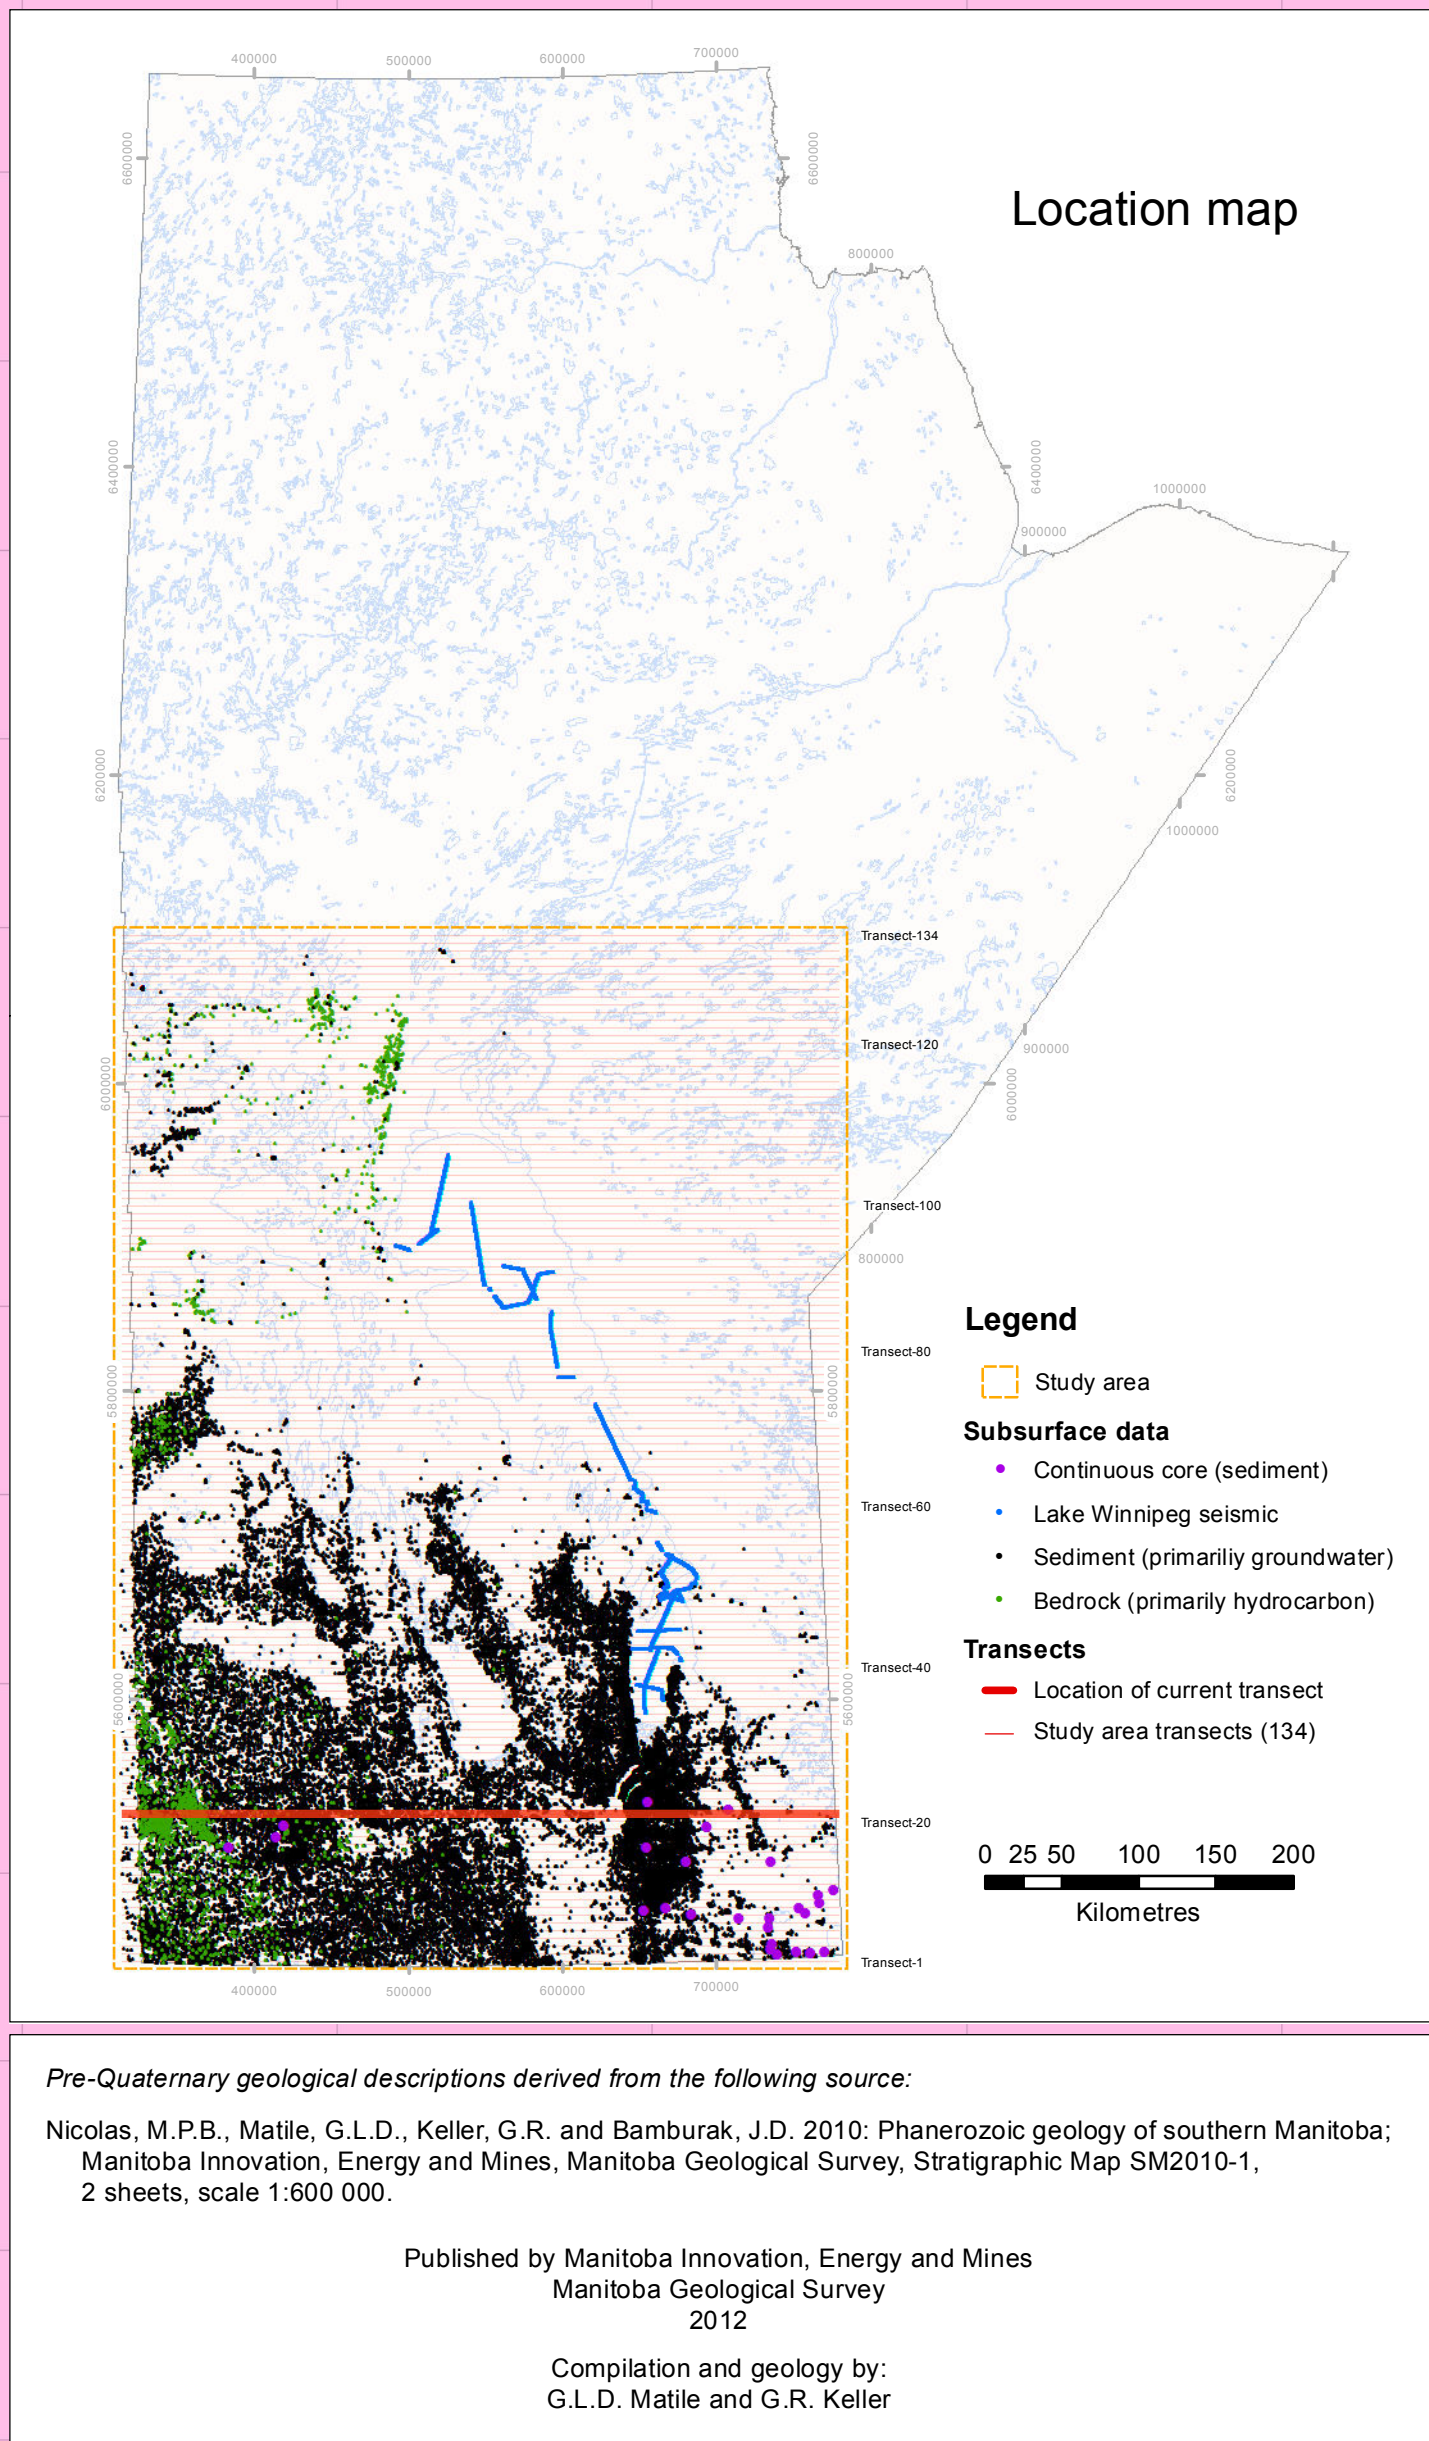 400000
500000
600000
700000
6600000
6600000
Location map
800000
6400000
6400000
1000000
900000
6200000
6200000
1000000
Transect-134
Transect-120
900000
6000000
6000000
Transect-100
800000
Legend
Transect-80
Study area
5800000
5800000
Subsurface data
Continuous core (sediment)
Transect-60
Lake Winnipeg seismic
Sediment (primariliy groundwater)
Bedrock (primarily hydrocarbon)
Transects
Transect-40
Location of current transect
5600000
5600000
Study area transects (134)
Transect-20
0 25 50 100 150 200
Kilometres
Transect-1
400000
500000
600000
700000
Pre-Quaternary geological descriptions derived from the following source:
Nicolas, M.P.B., Matile, G.L.D., Keller, G.R. and Bamburak, J.D. 2010: Phanerozoic geology of southern Manitoba;
Manitoba Innovation, Energy and Mines, Manitoba Geological Survey, Stratigraphic Map SM2010-1,
2 sheets, scale 1:600 000.
Published by Manitoba Innovation, Energy and Mines
Manitoba Geological Survey
2012
Compilation and geology by:
G.L.D. Matile and G.R. Keller